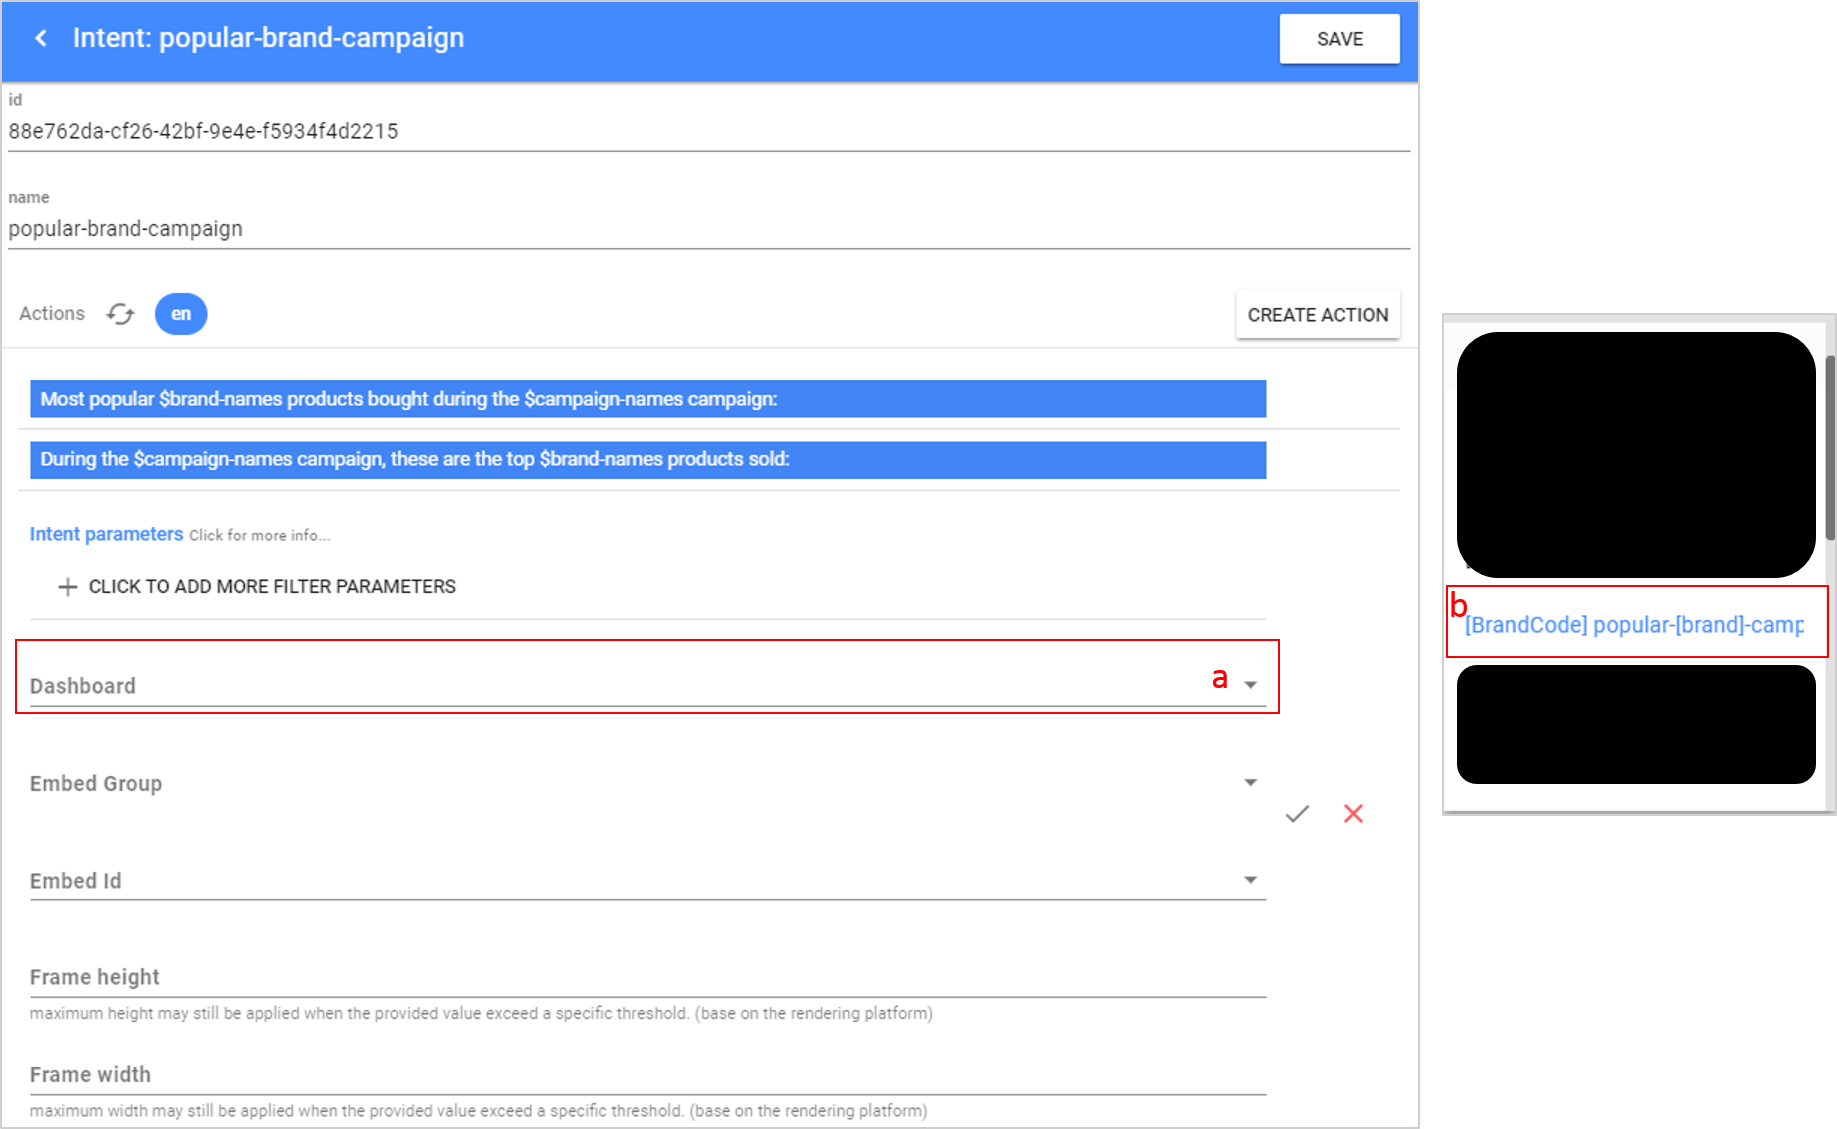 Intent: popular-brand-campaign
SAVE
id
88e762da-cf26-42bf-9e4e-f5934f4d2215
name
popular-brand-campaign
Actions
en
CREATE ACTION
Most popular $brand-names products bought during the $campaign-names campaign:
During the $campaign-names campaign, these are the top $brand-names products sold:
Intent parameters Click for more info...
CLICK TO ADD MORE FILTER PARAMETERS
Dashboard
a
Embed Group
Embed Id
Frame height
maximum height may still be applied when the provided value exceed a specific threshold. (base on the rendering platform)
Frame width
maximum width may still be applied when the provided value exceed a specific threshold. (base on the rendering platform)
b
[BrandCode] popular-[brand]-camp